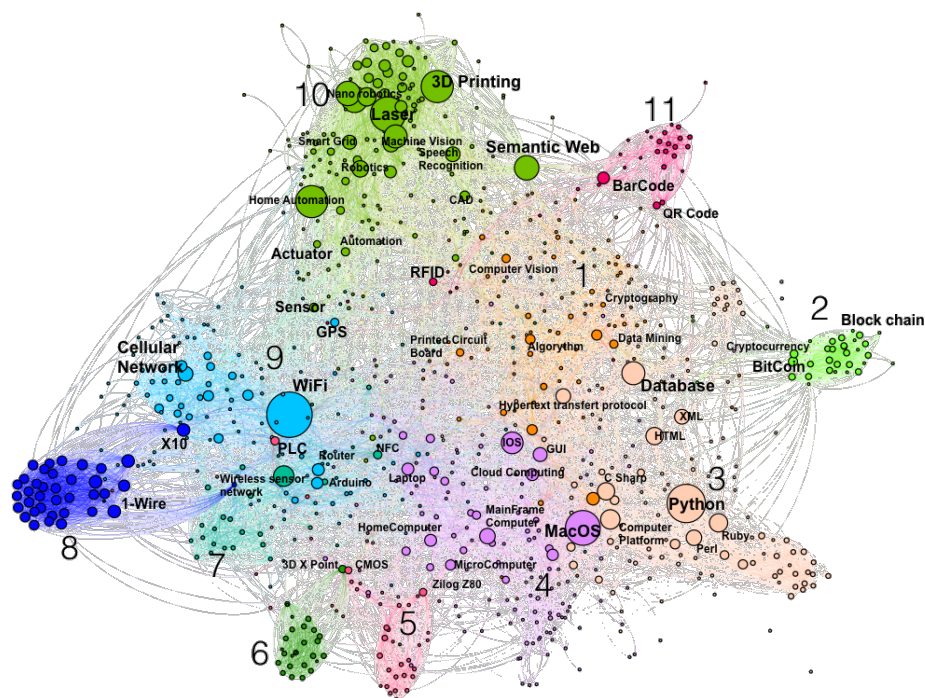 3D Printing
10
Nano robotics
Laser
11
Smart Grid
Machine Vision
Speech
Recognition
Semantic Web
Robotics
BarCode
Home Automation
CAD
QR Code
Automation
Actuator
RFID
Computer Vision
1
Cryptography
Sensor
2
Block chain
GPS
Printed Circuit
Board
Algorythm
Data Mining
Cryptocurrency
Cellular
Network
9
BitCom
WiFi
Database
Hypertext transfert protocol
XML
X10
PLC
NFC
IOS
GUI
HTML
Router
Wireless sensor
network
Arduino
Laptop
Cloud Computing
C Sharp
3
1-Wire
Python
8
HomeComputer
MainFrame
Computer
MacOS
Computer
Platform
Perl
Ruby
7
3D X Point
CMOS
MicroComputer
4
Zilog Z80
5
6